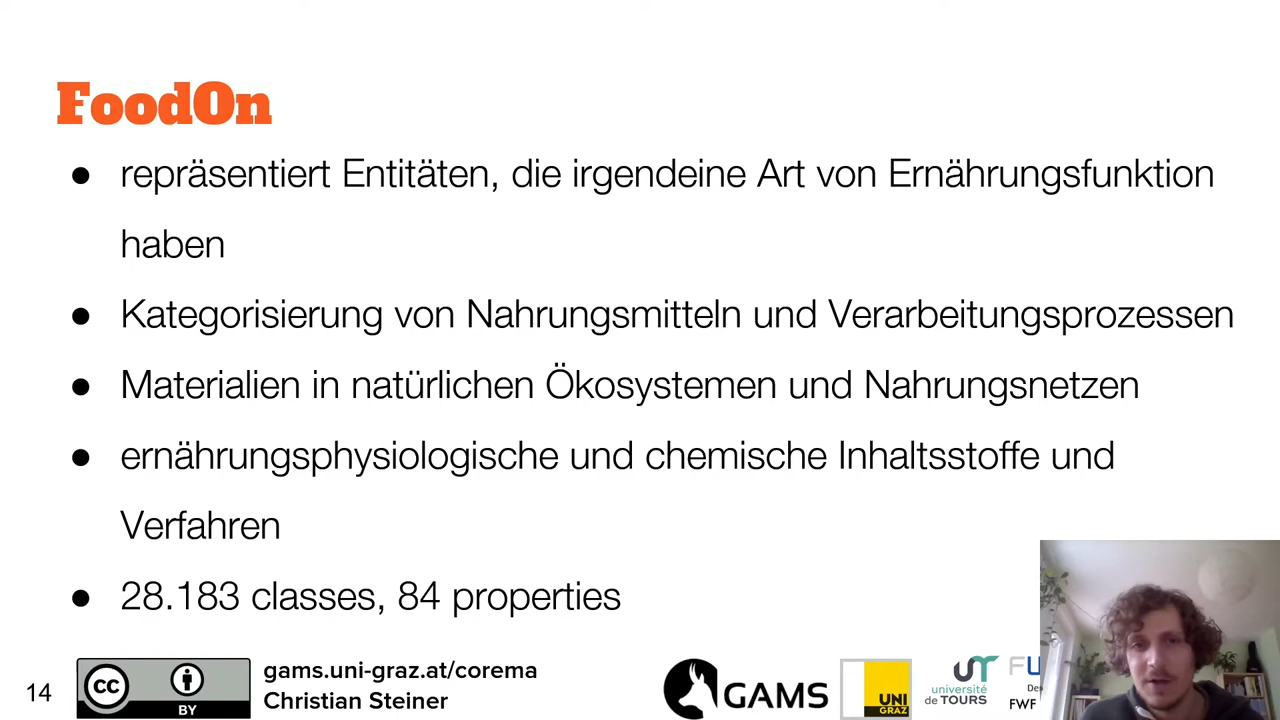 FoodOn
● repräsentiert Entitäten, die irgendeine Art von Ernährungsfunktion
haben
● Kategorisierung von Nahrungsmitteln und Verarbeitungsprozessen
● Materialien in natürlichen Ökosystemen und Nahrungsnetzen
● ernährungsphysiologische und chemische Inhaltsstoffe und
Verfahren
● 28.183 classes, 84 properties
14
cc
BY
gams.uni-graz.at/corema
Christian Steiner
GAMS
UNI
GRAZ
université
de TOURS
FWF